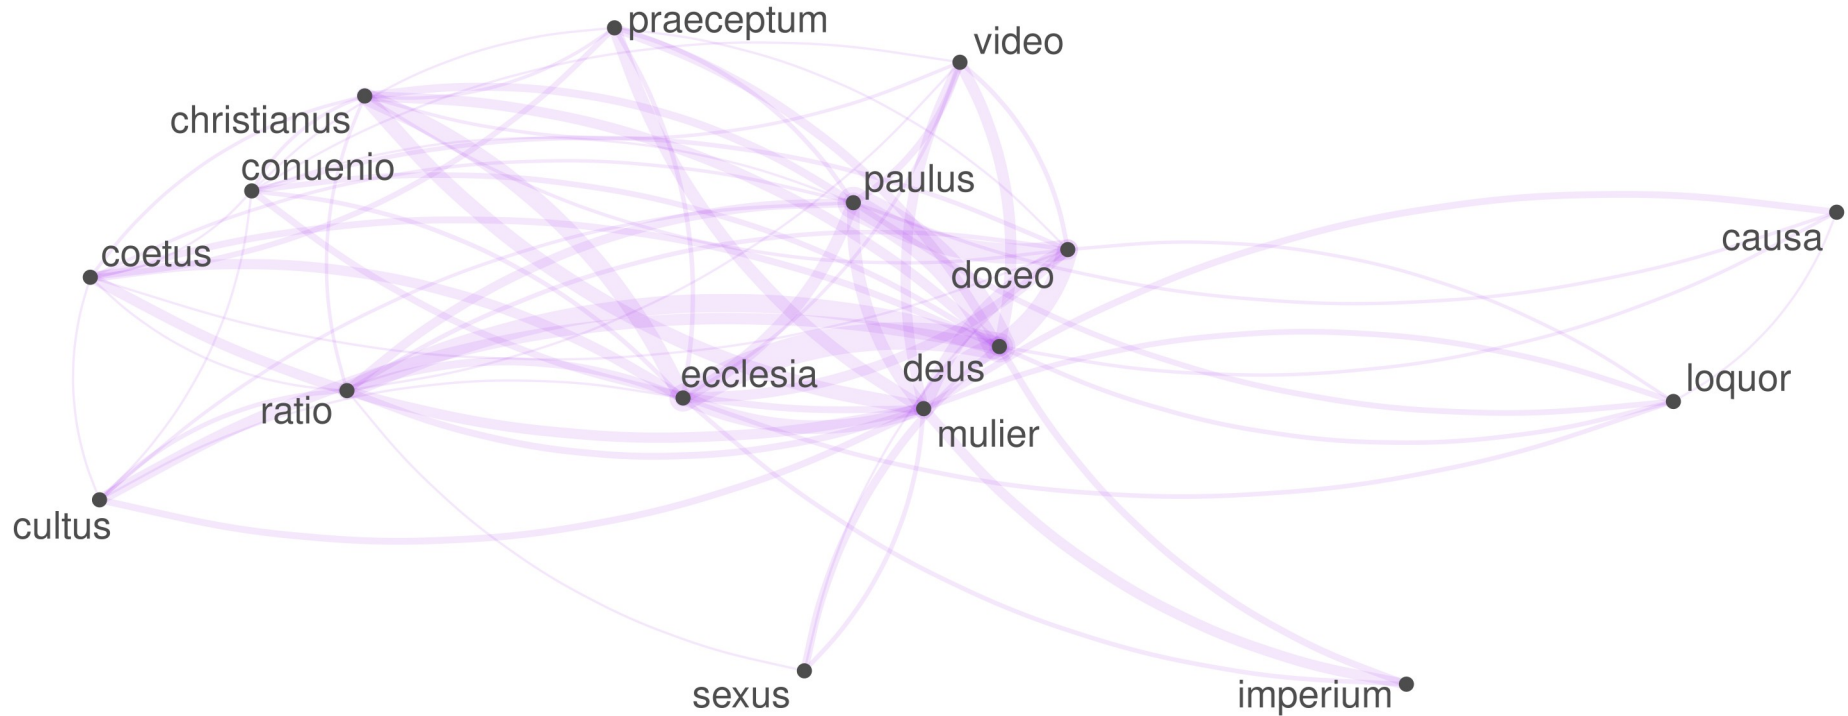 praeceptum
video
christianus
conuenio
paulus
coetus
causa
doceo
deus
ecclesia
loquor
ratio
mulier
cultus
sexus
imperium